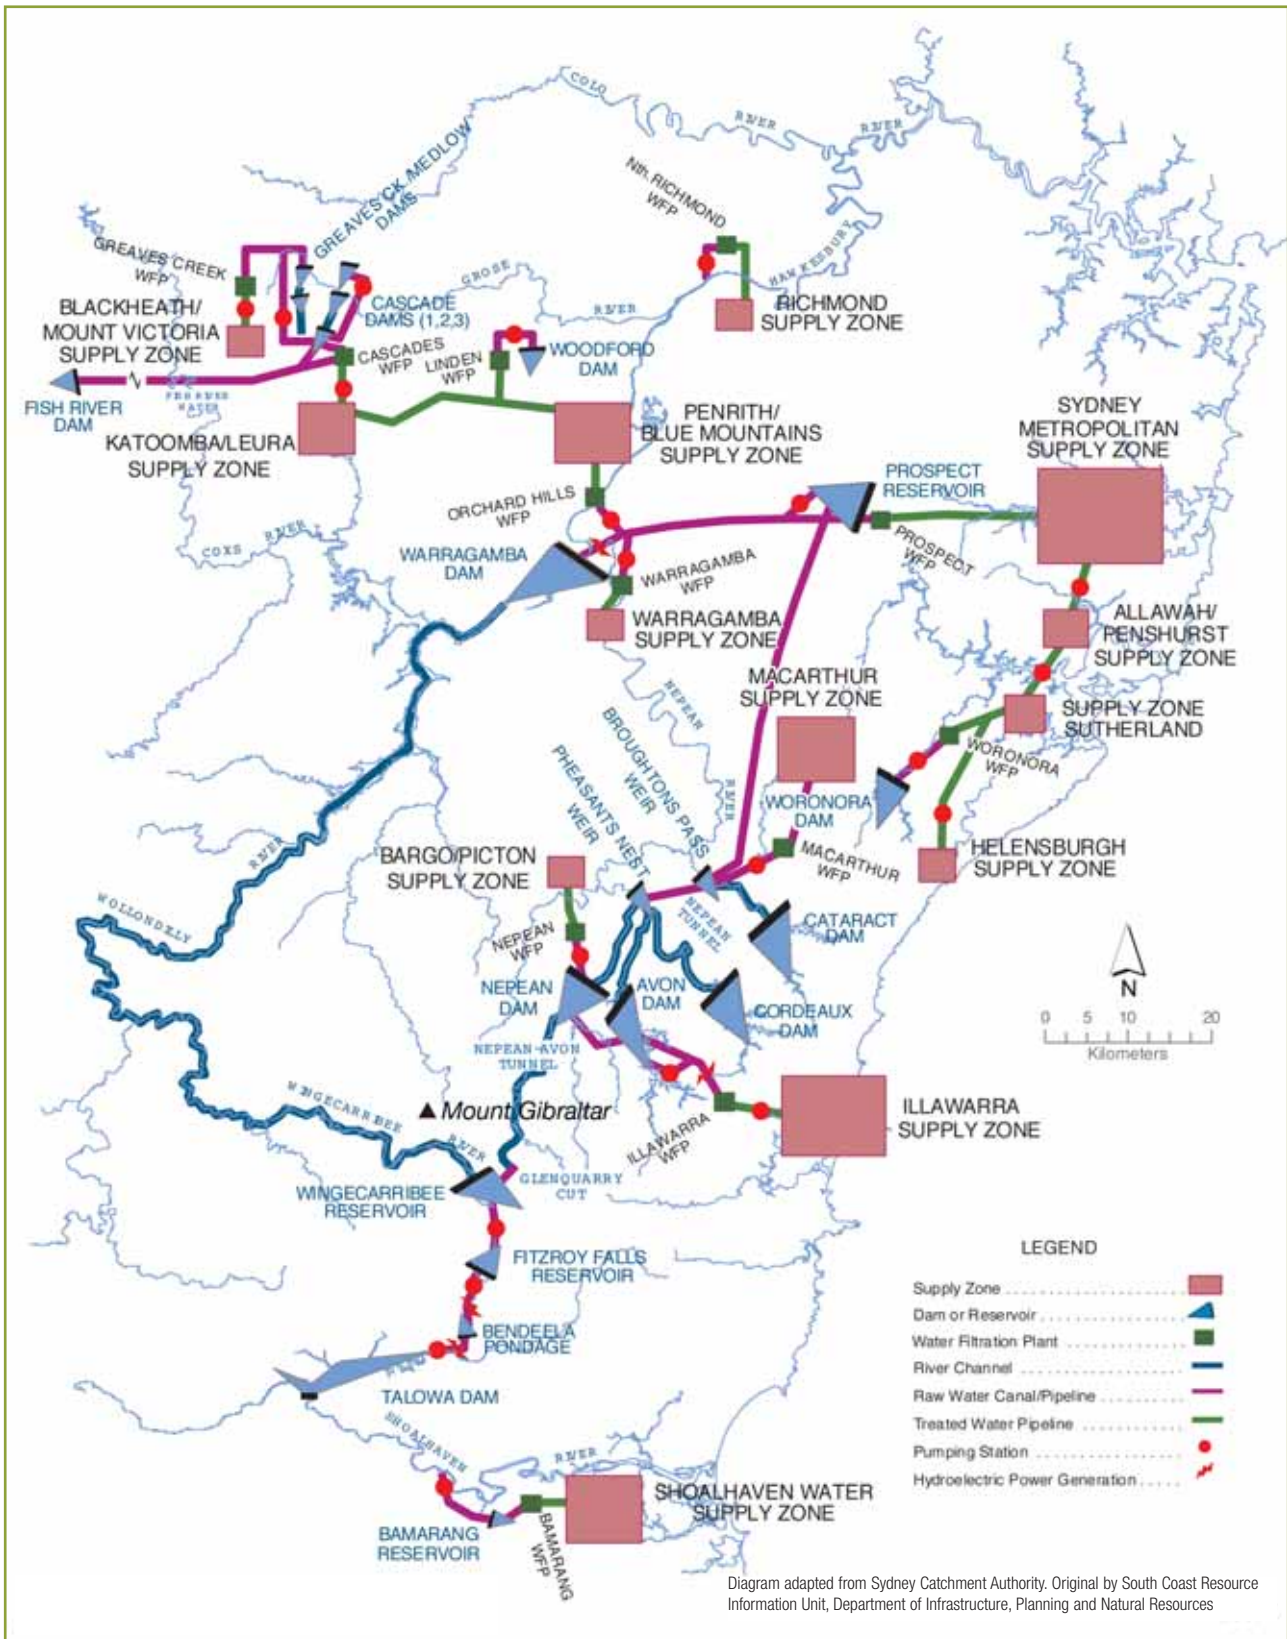 COLO
RIVER
RIVER
Nth. RICHMOND
WFP
GREAVES CK./MEDLOW
DAMS
GREAVES CREEK
WFP
GROSE
RIVER
HAWKESBURY
BLACKHEATH/
MOUNT VICTORIA
SUPPLY ZONE
CASCADE
DAMS (1,2,3)
RICHMOND
SUPPLY ZONE
CASCADES
WFP
LINDEN
WFP
WOODFORD
DAM
FISH RIVER
DAM
FISH RIVER
WATER
KATOOMBA/LEURA
SUPPLY ZONE
PENRITH/
BLUE MOUNTAINS
SUPPLY ZONE
SYDNEY
METROPOLITAN
SUPPLY ZONE
PROSPECT
RESERVOIR
ORCHARD HILLS
WFP
COXS RIVER
WARRAGAMBA
DAM
WARRAGAMBA
WFP
PROSPECT
WFP
WARRAGAMBA
SUPPLY ZONE
ALLAWAH/
PENSHURST
SUPPLY ZONE
NEPEAN
RIVER
MACARTHUR
SUPPLY ZONE
SUPPLY ZONE
SUTHERLAND
BROUGHTONS PASS
WEIR
PHEASANTS NEST
WEIR
WORONORA
WFP
WORONORA
DAM
MACARTHUR
WFP
HELENSBURGH
SUPPLY ZONE
BARGO/PICTON
SUPPLY ZONE
RIVER
WOLLONDLLY
NEPEAN
TUNNEL
CATARACT
DAM
NEPEAN
WFP
NEPEAN
DAM
AVON
DAM
CORDEAUX
DAM
N
0 5 10 20
Kilometers
NEPEAN-AVON
TUNNEL
WINGECARRIBEE
RIVER
Mount Gibraltar
ILLAWARRA
WFP
ILLAWARRA
SUPPLY ZONE
WINGECARRIBEE
RESERVOIR
GLENQUARRY
CUT
FITZROY FALLS
RESERVOIR
BENDEELA
PONDAGE
TALOWA DAM
SHOALHAVEN
RIVER
SHOALHAVEN WATER
SUPPLY ZONE
BAMARANG
RESERVOIR
BAMARANG
WFP
LEGEND
Supply Zone
Dam or Reservoir
Water Filtration Plant
River Channel
Raw Water Canal/Pipeline
Treated Water Pipeline
Pumping Station
Hydroelectric Power Generation
Diagram adapted from Sydney Catchment Authority. Original by South Coast Resource
Information Unit, Department of Infrastructure, Planning and Natural Resources